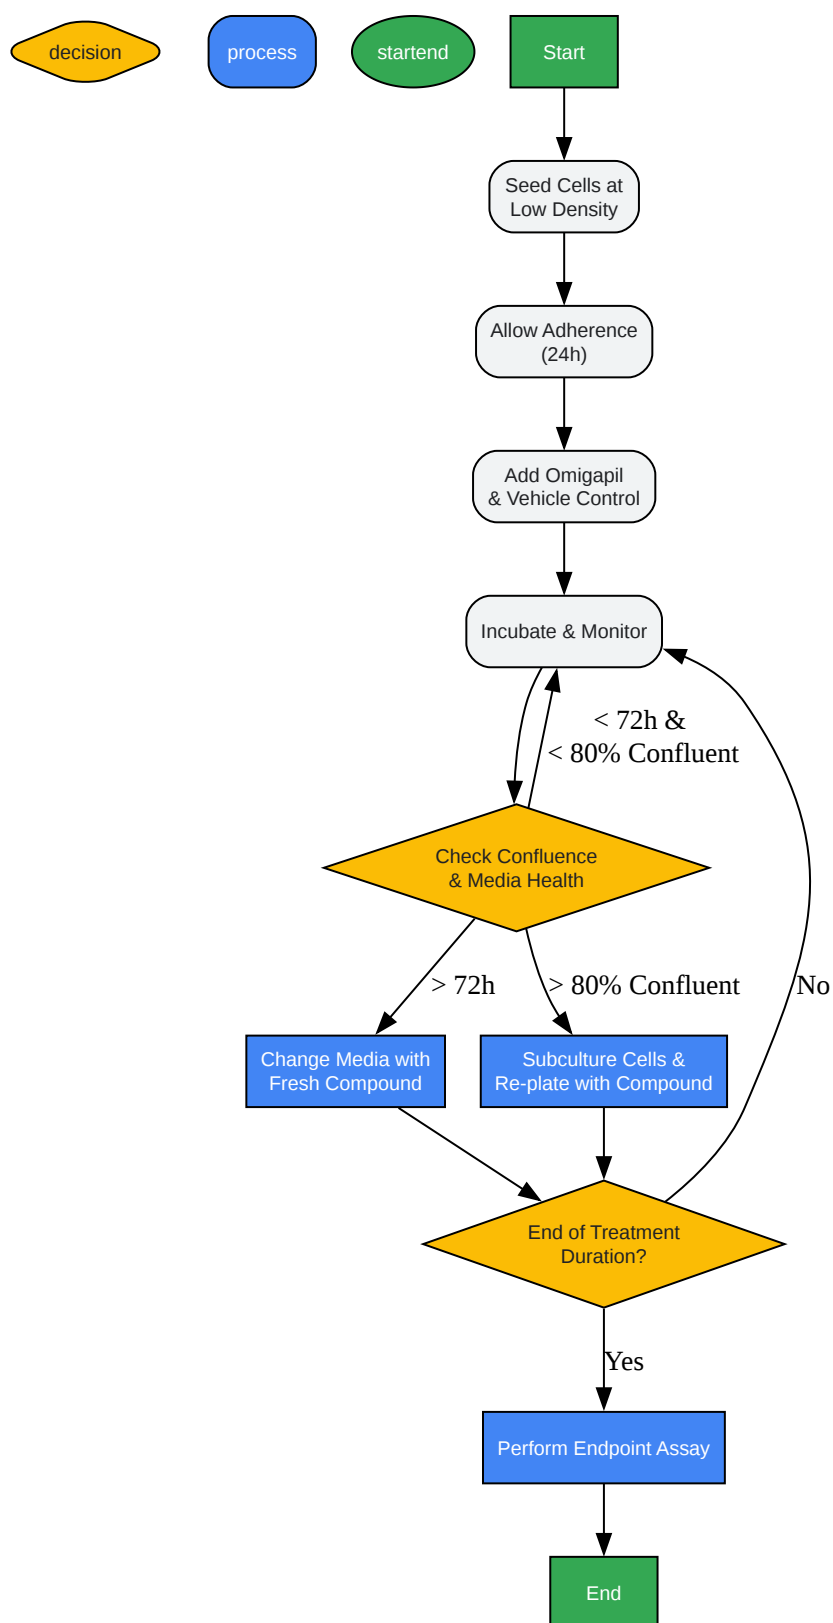 decision
process
startend
Start
Seed Cells at
Low Density
Allow Adherence
(24h)
Add Omigapil
& Vehicle Control
Incubate & Monitor
< 72h &
< 80% Confluent
Check Confluence
& Media Health
> 72h
> 80% Confluent
No
Change Media with
Fresh Compound
Subculture Cells &
Re-plate with Compound
End of Treatment
Duration?
Yes
Perform Endpoint Assay
End